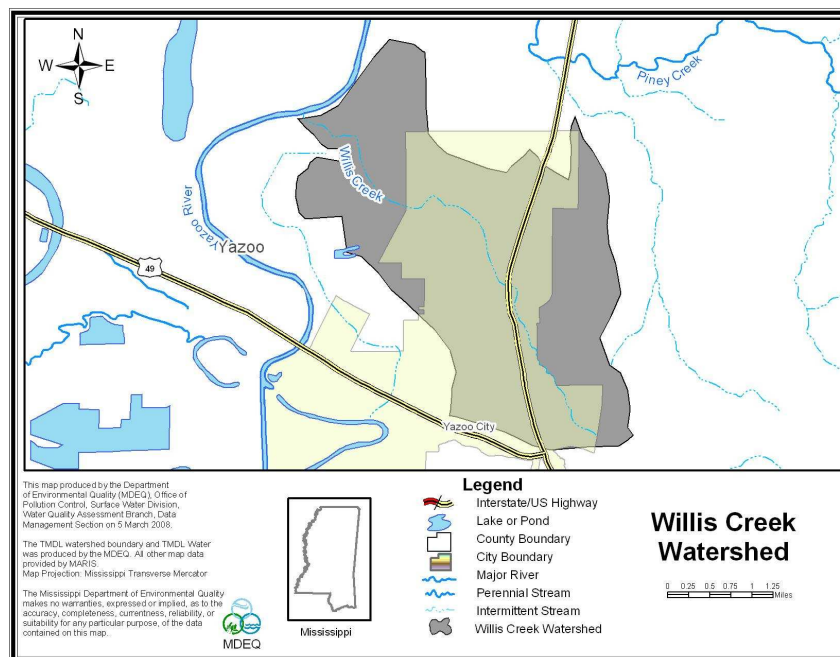 N
W E
S
Piney Creek
Willis Creek
Yazoo River
Yazoo
49
Yazoo City
This map produced by the Department
of Environmental Quality (MDEQ), Office of
Pollution Control, Surface Water Division,
Water Quality Assessment Branch, Data
Management Section on 5 March 2008.
The TMDL watershed boundary and TMDL Water
was produced by the MDEQ. All other map data
provided by MARIS.
Map Projection: Mississippi Transverse Mercator
The Mississippi Department of Environmental Quality
makes no warranties, expressed or implied, as to the
accuracy, completeness, currentness, reliability, or
suitability for any particular purpose, of the data
contained on this map.
MDEQ
Mississippi
Legend
Interstate/US Highway
Lake or Pond
County Boundary
City Boundary
Major River
Perennial Stream
Intermittent Stream
Willis Creek Watershed
Willis Creek
Watershed
0 0.25 0.5 0.75 1 1.25
Miles